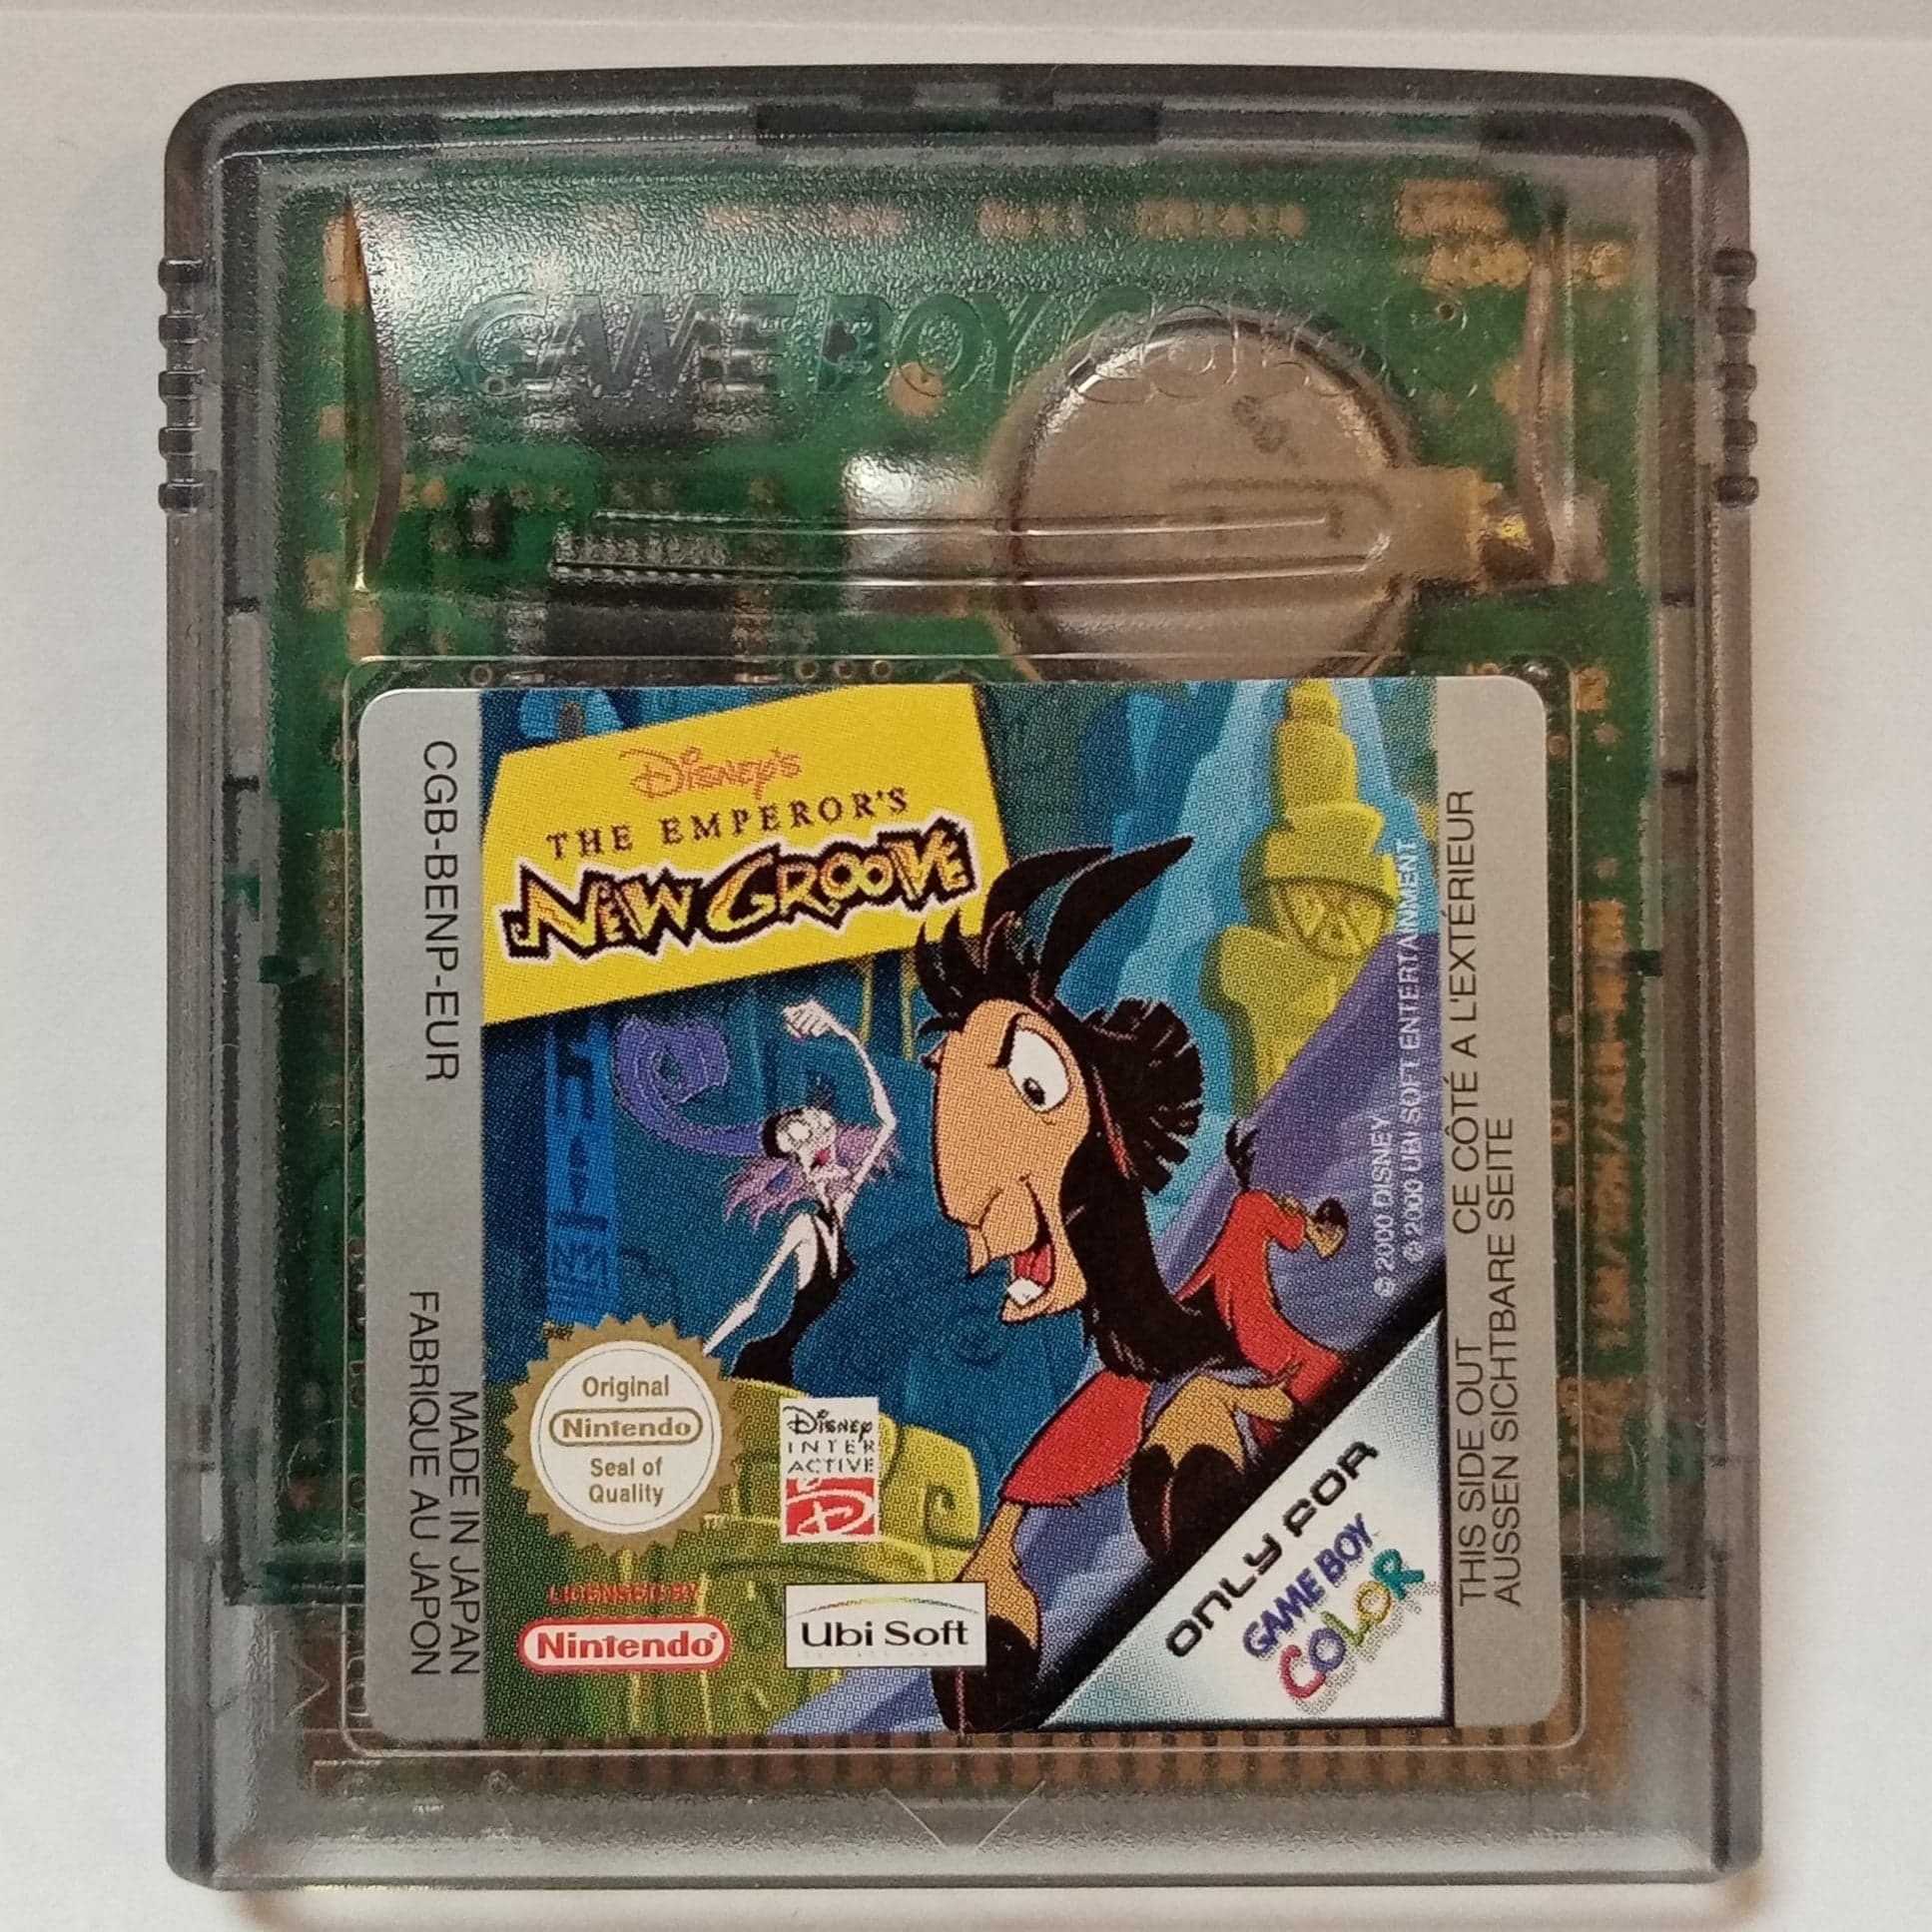 GAME BOY COLOR
CGB-BENP-EUR
MADE IN JAPAN
FABRIQUE AU JAPON
DISNEY'S
THE EMPEROR'S
NEW GROOVE
© 2000 DISNEY
© 2000 UBI SOFT ENTERTAINMENT
Original
Nintendo
Seal of
Quality
DISNEY
INTER
ACTIVE
LICENSED BY
Nintendo
Ubi Soft
ONLY FOR
GAME BOY
COLOR
THIS SIDE OUT CE CÔTÉ A L'EXTÉRIEUR
AUSSEN SICHTBARE SEITE